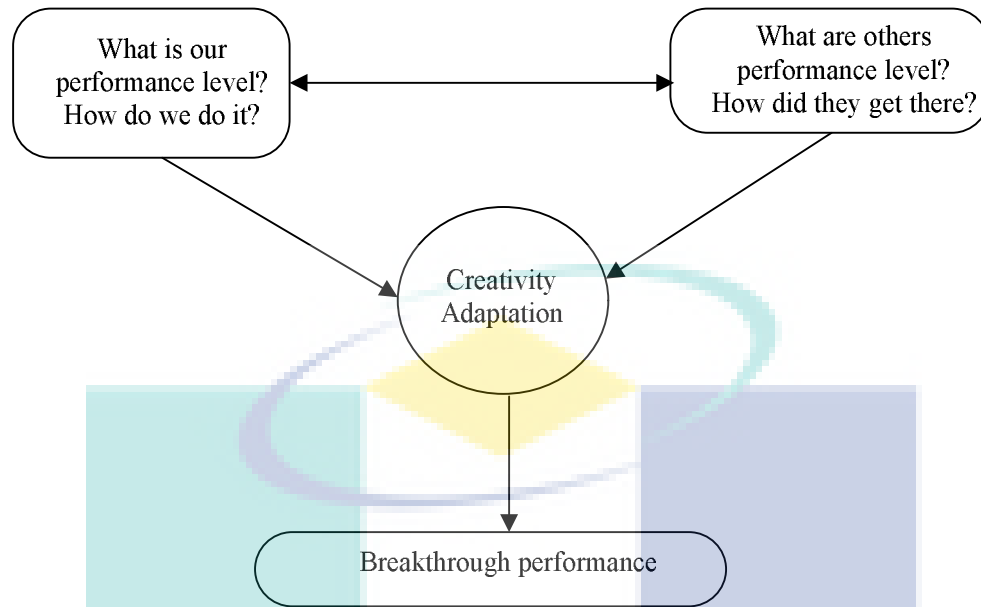 What is our
performance level?
How do we do it?
What are others
performance level?
How did they get there?
Creativity
Adaptation
Breakthrough performance